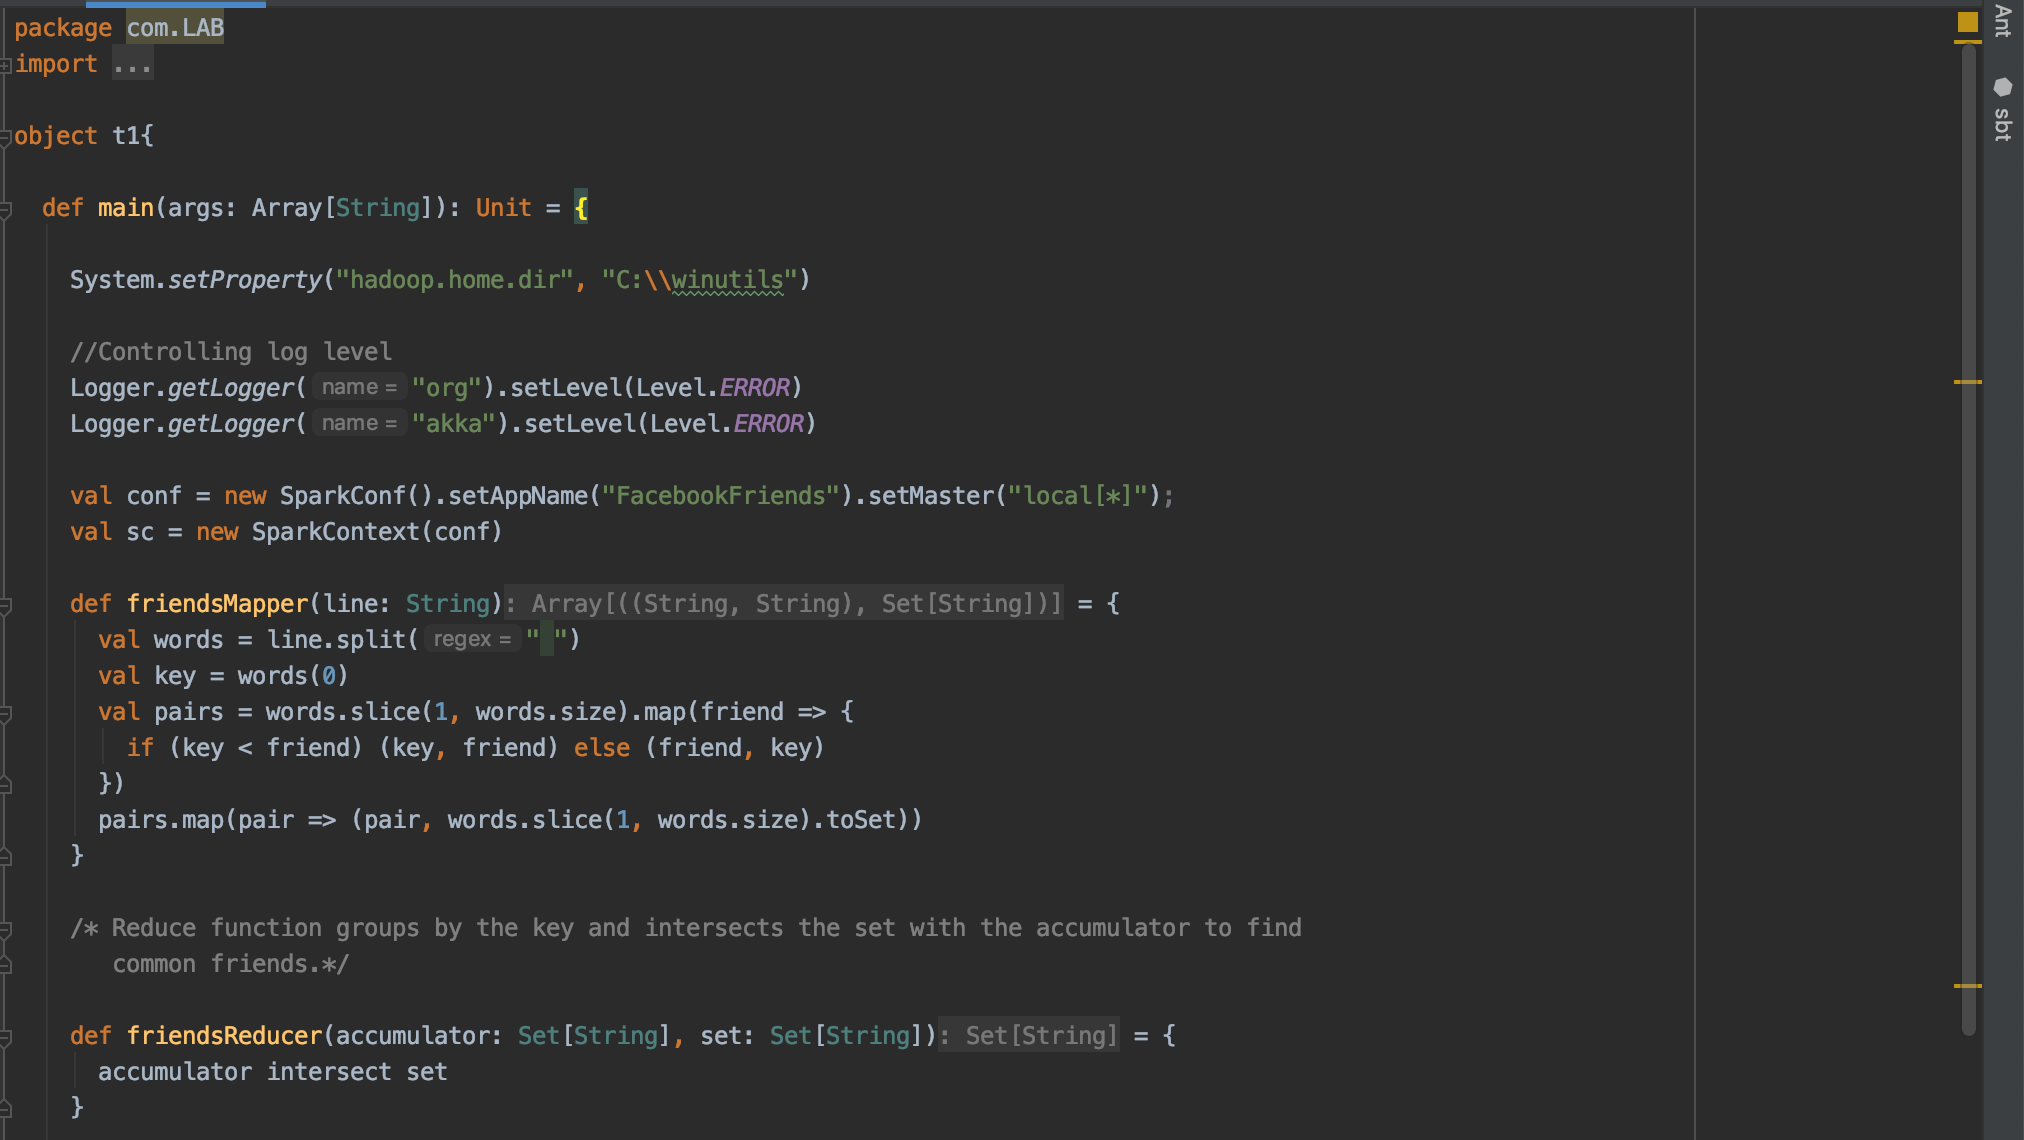 package com.LAB
import ...
object t1{
def main(args: Array[String]): Unit = {
System.setProperty("hadoop.home.dir", "C:\\winutils")
//Controlling log level
Logger.getLogger( name = "org").setLevel(Level.ERROR)
Logger.getLogger( name = "akka").setLevel(Level.ERROR)
val conf = new SparkConf().setAppName("FacebookFriends").setMaster("local[*]");
val sc = new SparkContext(conf)
def friendsMapper(line: String): Array[((String, String), Set[String])] = {
val words = line.split( regex = " ")
val key = words(0)
val pairs = words.slice(1, words.size).map(friend => {
if (key < friend) (key, friend) else (friend, key)
})
pairs.map(pair => (pair, words.slice(1, words.size).toSet))
}
/* Reduce function groups by the key and intersects the set with the accumulator to find
common friends.*/
def friendsReducer(accumulator: Set[String], set: Set[String]): Set[String] = {
accumulator intersect set
}
Ant
sbt